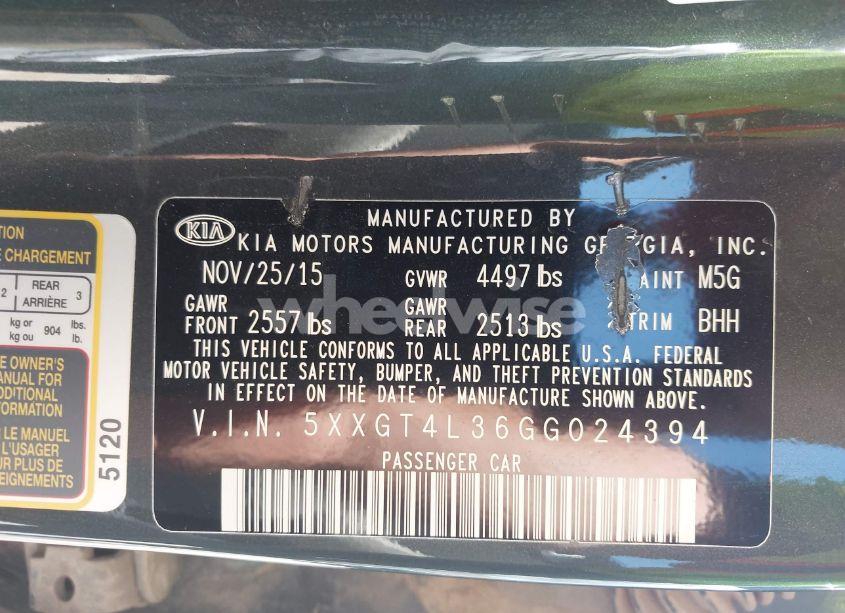 TION
E CHARGEMENT
2 REAR 3
ARRIÈRE
kg or 904 lbs.
kg ou lb.
E OWNER'S
ANUAL FOR
DDITIONAL
FORMATION
R LE MANUEL
L'USAGER
UR PLUS DE
EIGNEMENTS
5120
KIA
MANUFACTURED BY
KIA MOTORS MANUFACTURING GEORGIA, INC.
NOV/25/15 GVWR 4497 lbs AINT M5G
GAWR FRONT 2557 lbs GAWR REAR 2513 lbs TRIM BHH
THIS VEHICLE CONFORMS TO ALL APPLICABLE U.S.A. FEDERAL
MOTOR VEHICLE SAFETY, BUMPER, AND THEFT PREVENTION STANDARDS
IN EFFECT ON THE DATE OF MANUFACTURE SHOWN ABOVE.
V.I.N. 5XXGT4L36GG024394
PASSENGER CAR
wheelwise